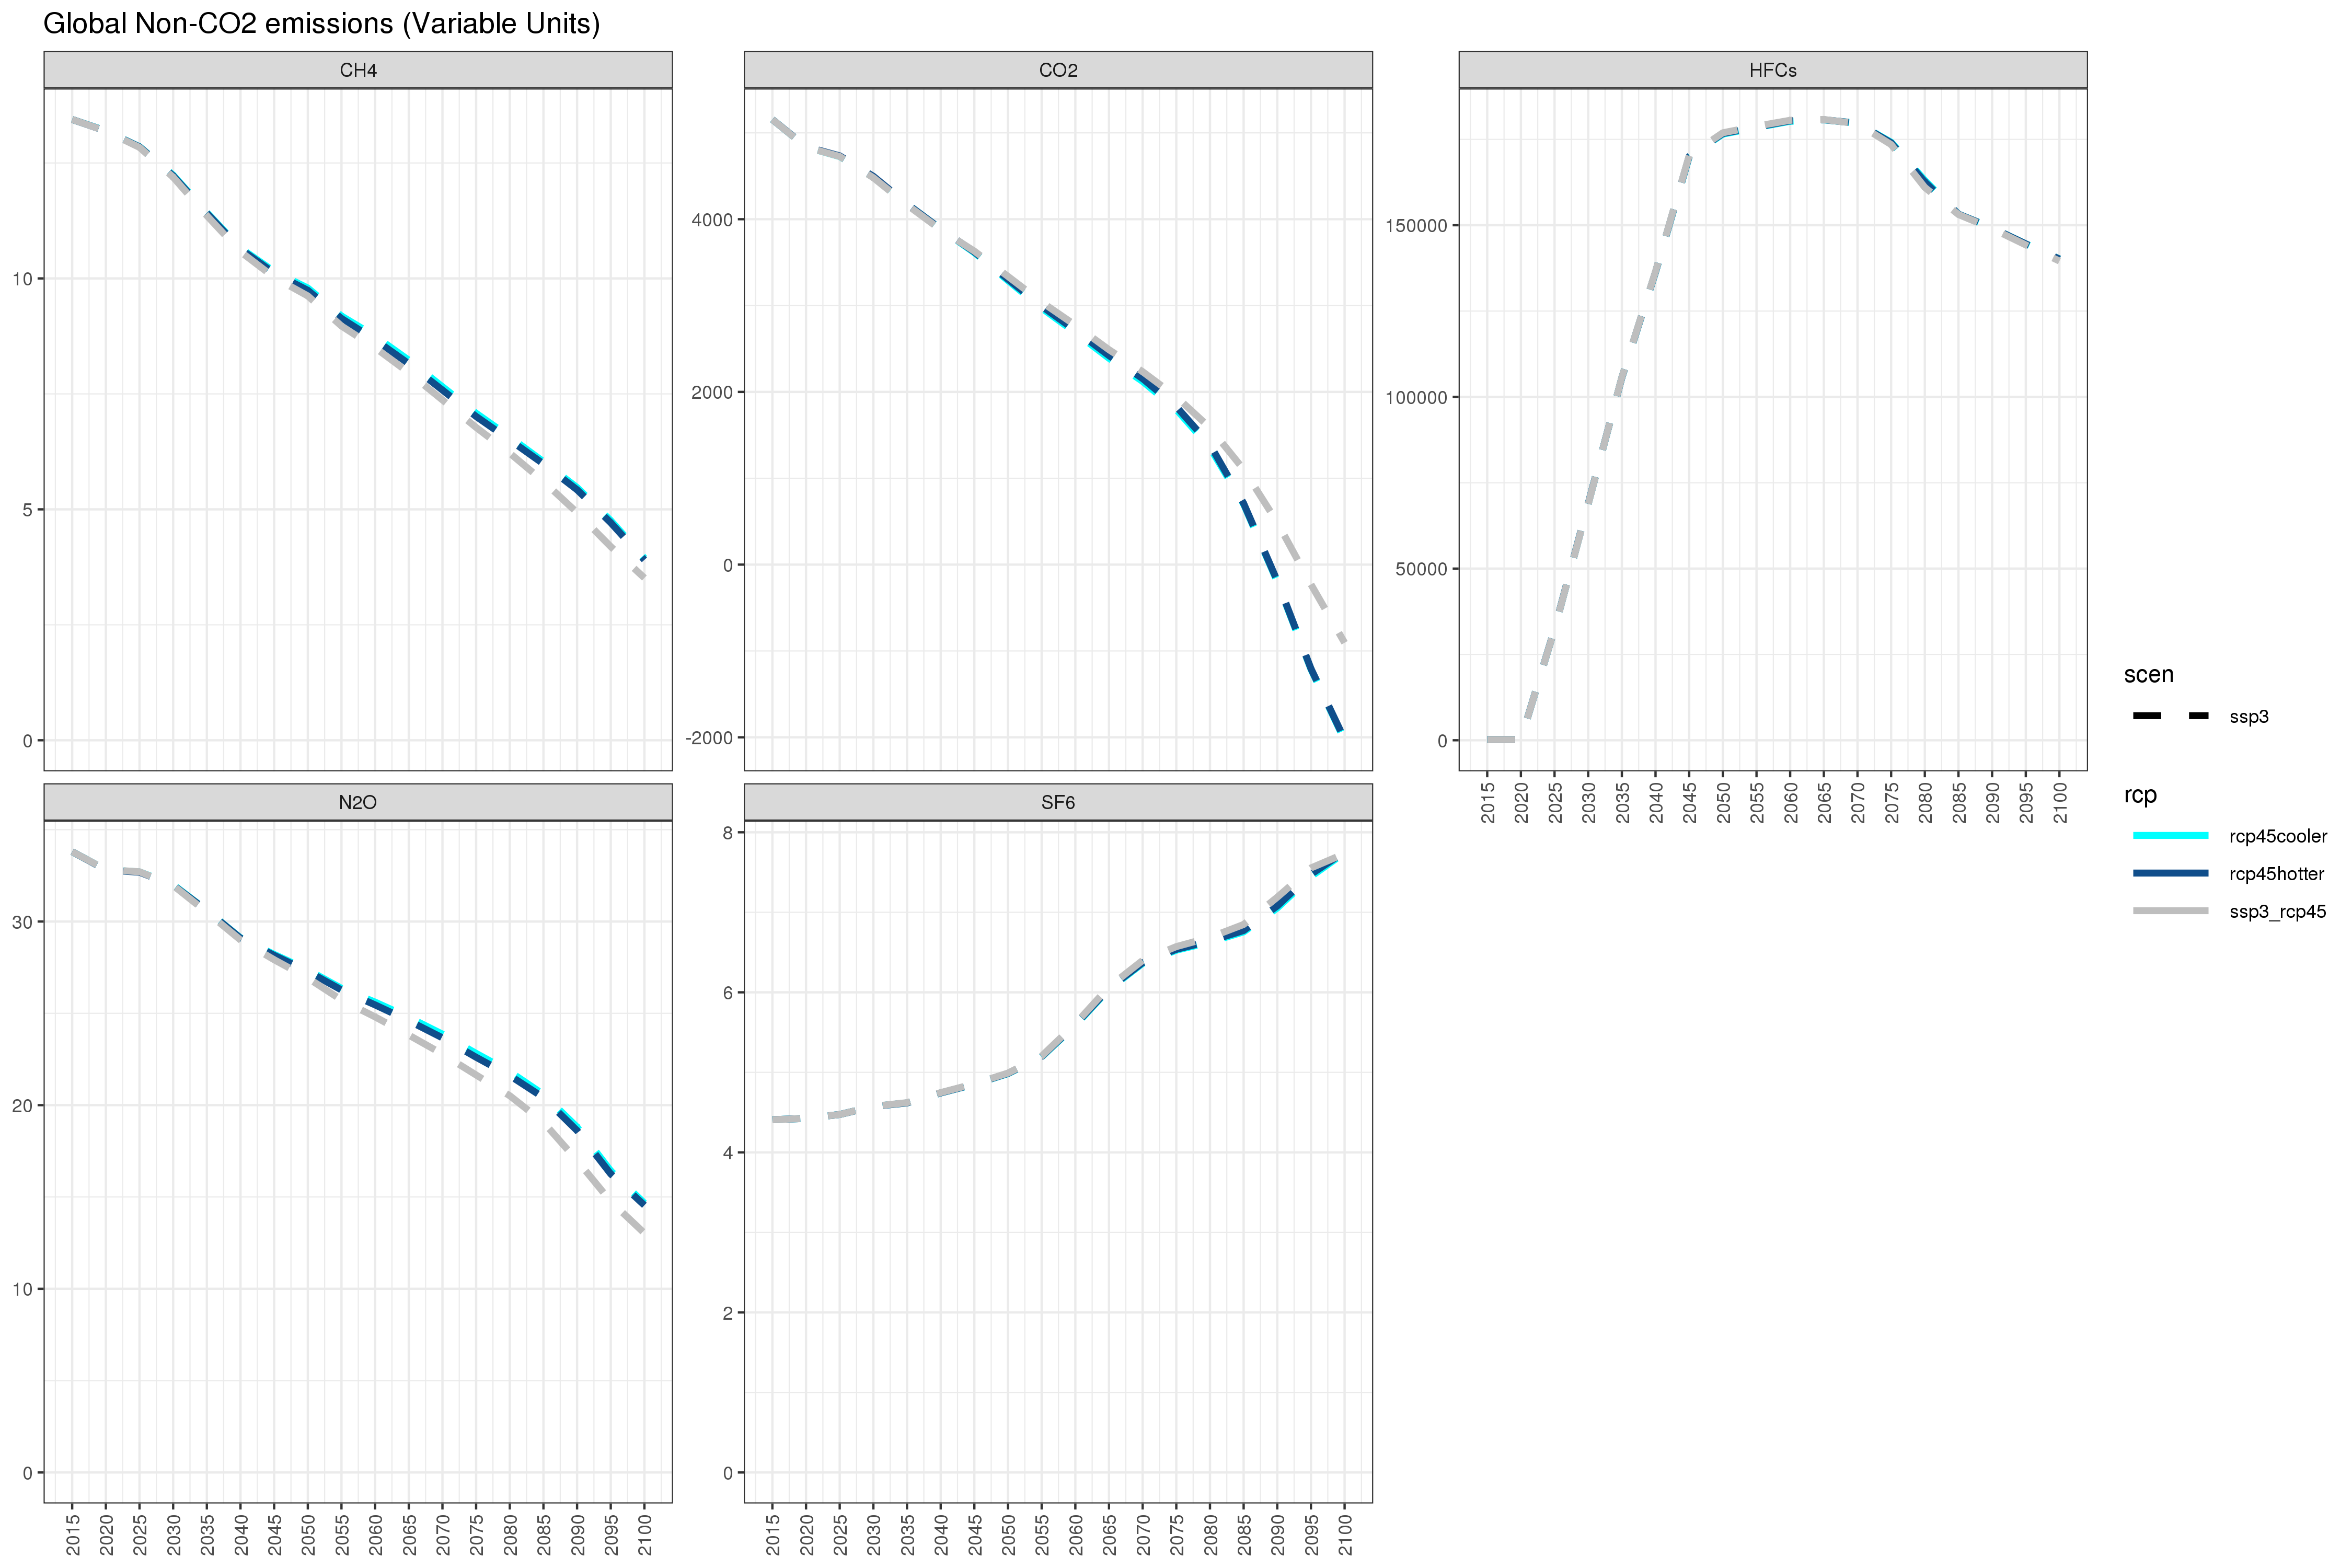 Global Non-CO2 emissions (Variable Units)
CH4
CO2
HFCs
10
5
0
4000
2000
0
-2000
150000
100000
50000
0
2015 2020 2025 2030 2035 2040 2045 2050 2055 2060 2065 2070 2075 2080 2085 2090 2095 2100
N2O
SF6
30
20
10
0
8
6
4
2
0
2015 2020 2025 2030 2035 2040 2045 2050 2055 2060 2065 2070 2075 2080 2085 2090 2095 2100
2015 2020 2025 2030 2035 2040 2045 2050 2055 2060 2065 2070 2075 2080 2085 2090 2095 2100
scen
ssp3
rcp
rcp45cooler
rcp45hotter
ssp3_rcp45